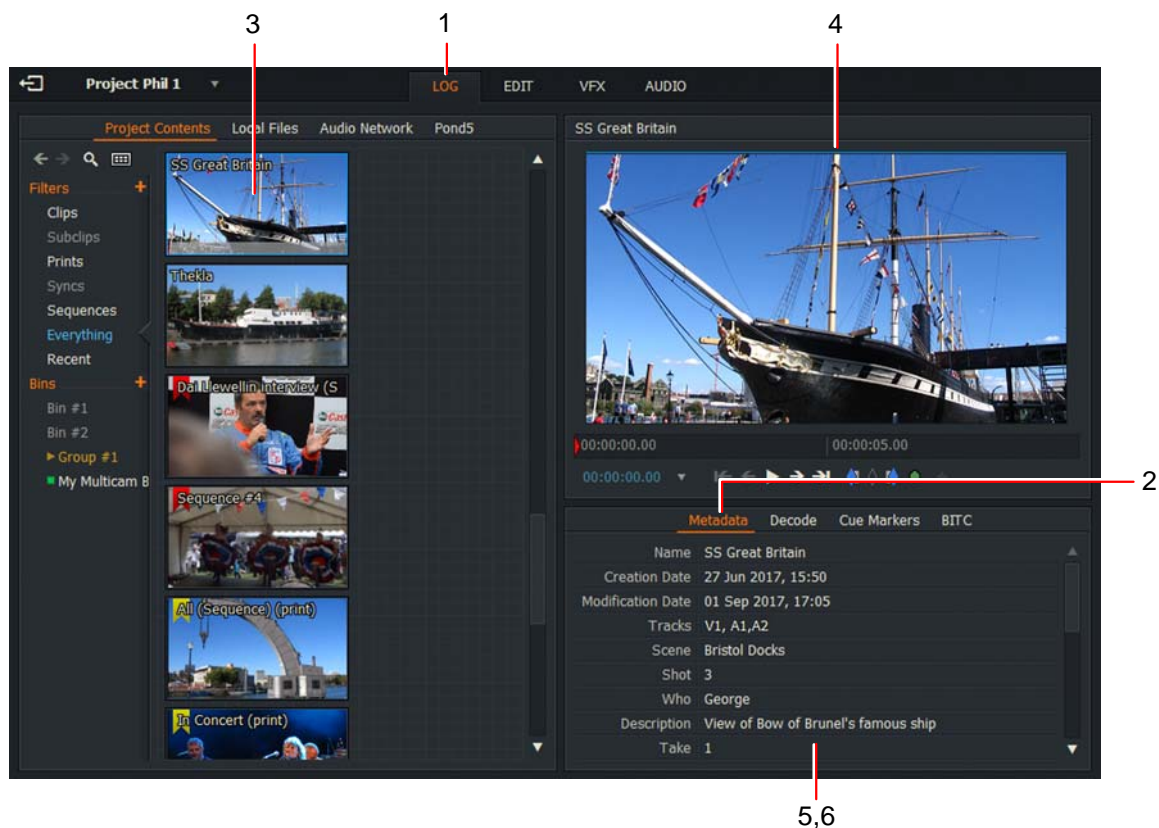 3
1
4
Project Phil 1
LOG
EDIT
VFX
AUDIO
Project Contents
Local Files
Audio Network
Pond5
SS Great Britain
Filters +
Clips
Subclips
Prints
Syncs
Sequences
Everything
Recent
Bins +
Bin #1
Bin #2
Group #1
My Multicam B
SS Great Britain
Thekla
Dai Llewellin interview (S
Sequence #4
All (Sequence) (print)
In Concert (print)
00:00:00.00
00:00:05.00
00:00:00.00
2
Metadata
Decode
Cue Markers
BITC
Name SS Great Britain
Creation Date 27 Jun 2017, 15:50
Modification Date 01 Sep 2017, 17:05
Tracks V1, A1,A2
Scene Bristol Docks
Shot 3
Who George
Description View of Bow of Brunel's famous ship
Take 1
5,6